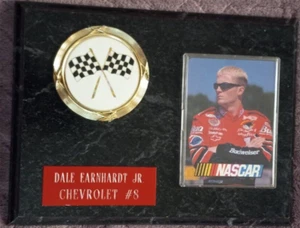 Budweiser
NASCAR
DALE EARNHARDT JR
CHEVROLET #8